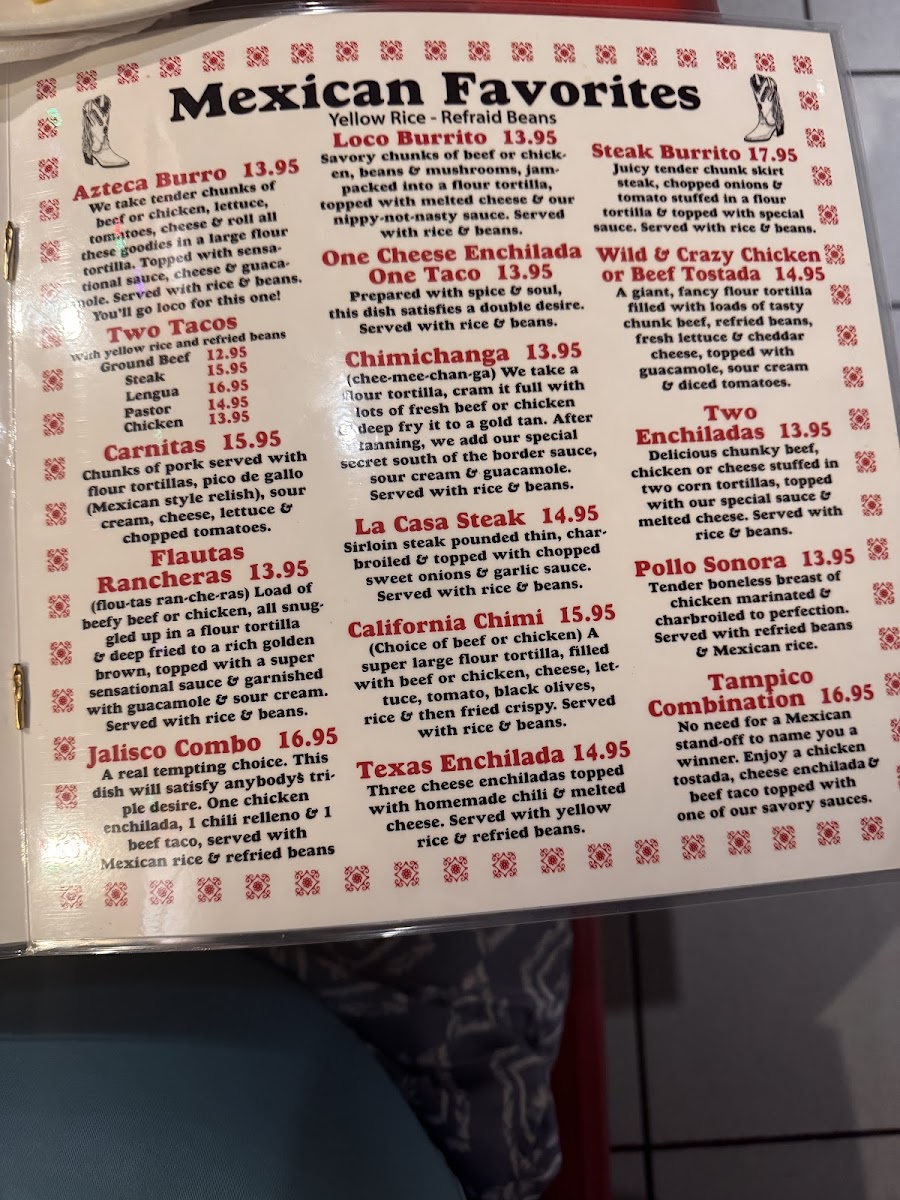 Mexican Favorites
Yellow Rice - Refraid Beans
Azteca Burro 13.95
We take tender chunks of
beef or chicken, lettuce,
tomatoes, cheese & roll all
these goodies in a large flour
tortilla. Topped with sensa-
tional sauce, cheese & guaca-
mole. Served with rice & beans.
You'll go loco for this one!
Two Tacos
With yellow rice and refried beans
Ground Beef 12.95
Steak 15.95
Lengua 16.95
Pastor 14.95
Chicken 13.95
Carnitas 15.95
Chunks of pork served with
flour tortillas, pico de gallo
(Mexican style relish), sour
cream, cheese, lettuce &
chopped tomatoes.
Flautas
Rancheras 13.95
(flou-tas ran-che-ras) Load of
beefy beef or chicken, all snug-
gled up in a flour tortilla
& deep fried to a rich golden
brown, topped with a super
sensational sauce & garnished
with guacamole & sour cream.
Served with rice & beans.
Jalisco Combo 16.95
A real tempting choice. This
dish will satisfy anybody`s tri-
ple desire. One chicken
enchilada, 1 chili relleno & 1
beef taco, served with
Mexican rice & refried beans
Loco Burrito 13.95
Savory chunks of beef or chick-
en, beans & mushrooms, jam-
packed into a flour tortilla,
topped with melted cheese & our
nippy-not-nasty sauce. Served
with rice & beans.
One Cheese Enchilada
One Taco 13.95
Prepared with spice & soul,
this dish satisfies a double desire.
Served with rice & beans.
Chimichanga 13.95
(chee-mee-chan-ga) We take a
flour tortilla, cram it full with
lots of fresh beef or chicken
& deep fry it to a gold tan. After
tanning, we add our special
secret south of the border sauce,
sour cream & guacamole.
Served with rice & beans.
La Casa Steak 14.95
Sirloin steak pounded thin, char-
broiled & topped with chopped
sweet onions & garlic sauce.
Served with rice & beans.
California Chimi 15.95
(Choice of beef or chicken) A
super large flour tortilla, filled
with beef or chicken, cheese, let-
tuce, tomato, black olives,
rice & then fried crispy. Served
with rice & beans.
Texas Enchilada 14.95
Three cheese enchiladas topped
with homemade chili & melted
cheese. Served with yellow
rice & refried beans.
Steak Burrito 17.95
Juicy tender chunk skirt
steak, chopped onions &
tomato stuffed in a flour
tortilla & topped with special
sauce. Served with rice & beans.
Wild & Crazy Chicken
or Beef Tostada 14.95
A giant, fancy flour tortilla
filled with loads of tasty
chunk beef, refried beans,
fresh lettuce & cheddar
cheese, topped with
guacamole, sour cream
& diced tomatoes.
Two
Enchiladas 13.95
Delicious chunky beef,
chicken or cheese stuffed in
two corn tortillas, topped
with our special sauce &
melted cheese. Served with
rice & beans.
Pollo Sonora 13.95
Tender boneless breast of
chicken marinated &
charbroiled to perfection.
Served with refried beans
& Mexican rice.
Tampico
Combination 16.95
No need for a Mexican
stand-off to name you a
winner. Enjoy a chicken
tostada, cheese enchilada &
beef taco topped with
one of our savory sauces.